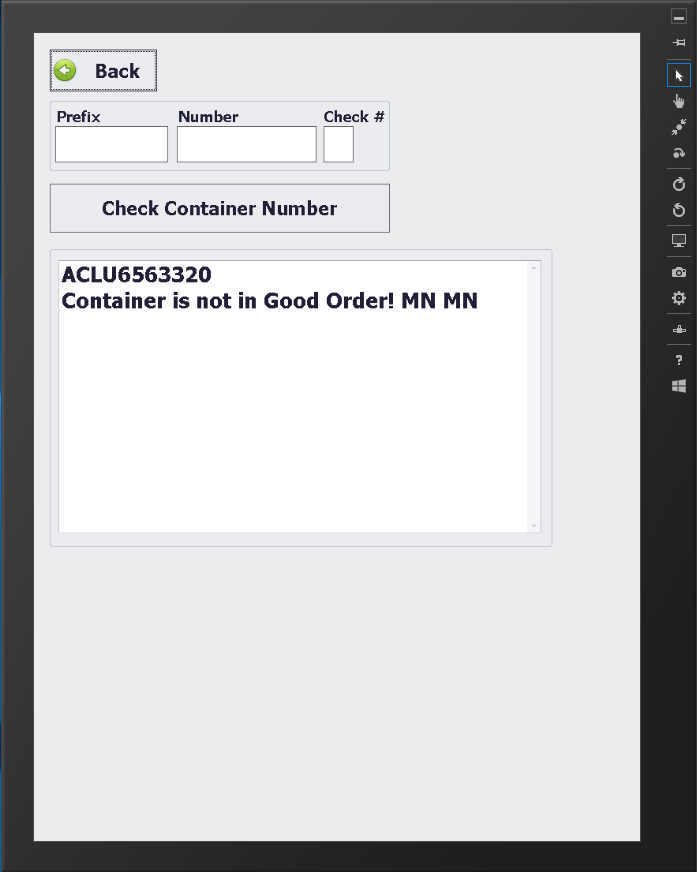 Back
Prefix Number Check #
Check Container Number
ACLU6563320
Container is not in Good Order! MN MN
?